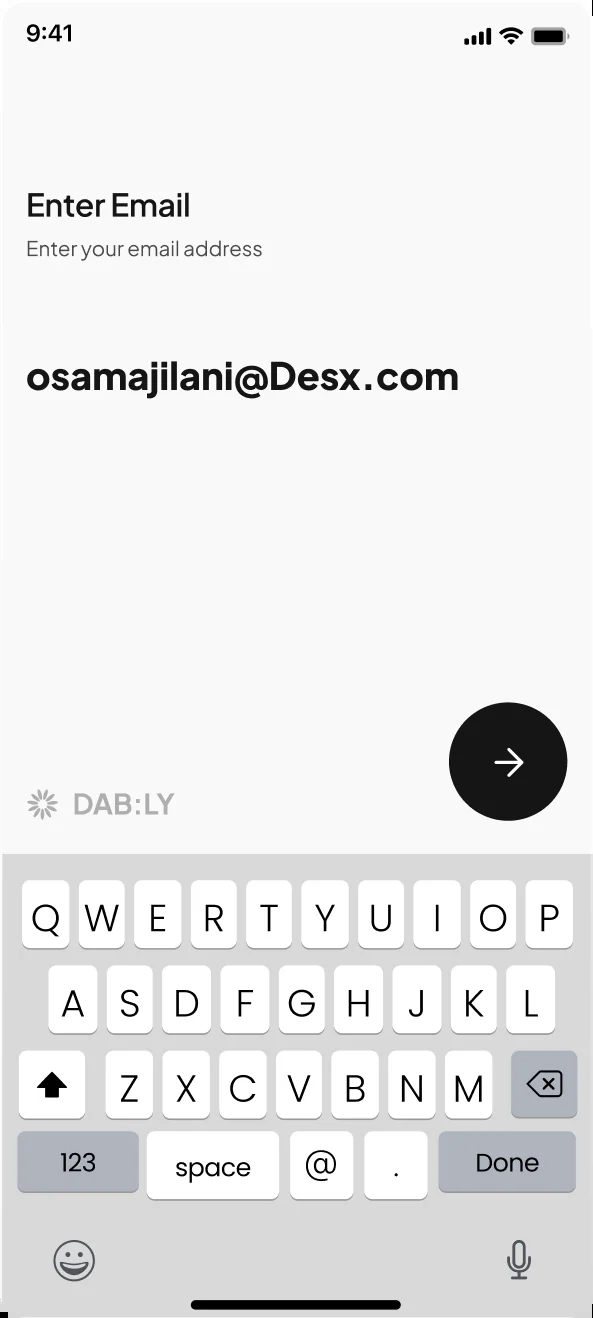 9:41
Enter Email
Enter your email address
osamajilani@Desx.com
DAB:LY
Q W E R T Y U I O P
A S D F G H J K L
Z X C V B N M
123 space @ . Done